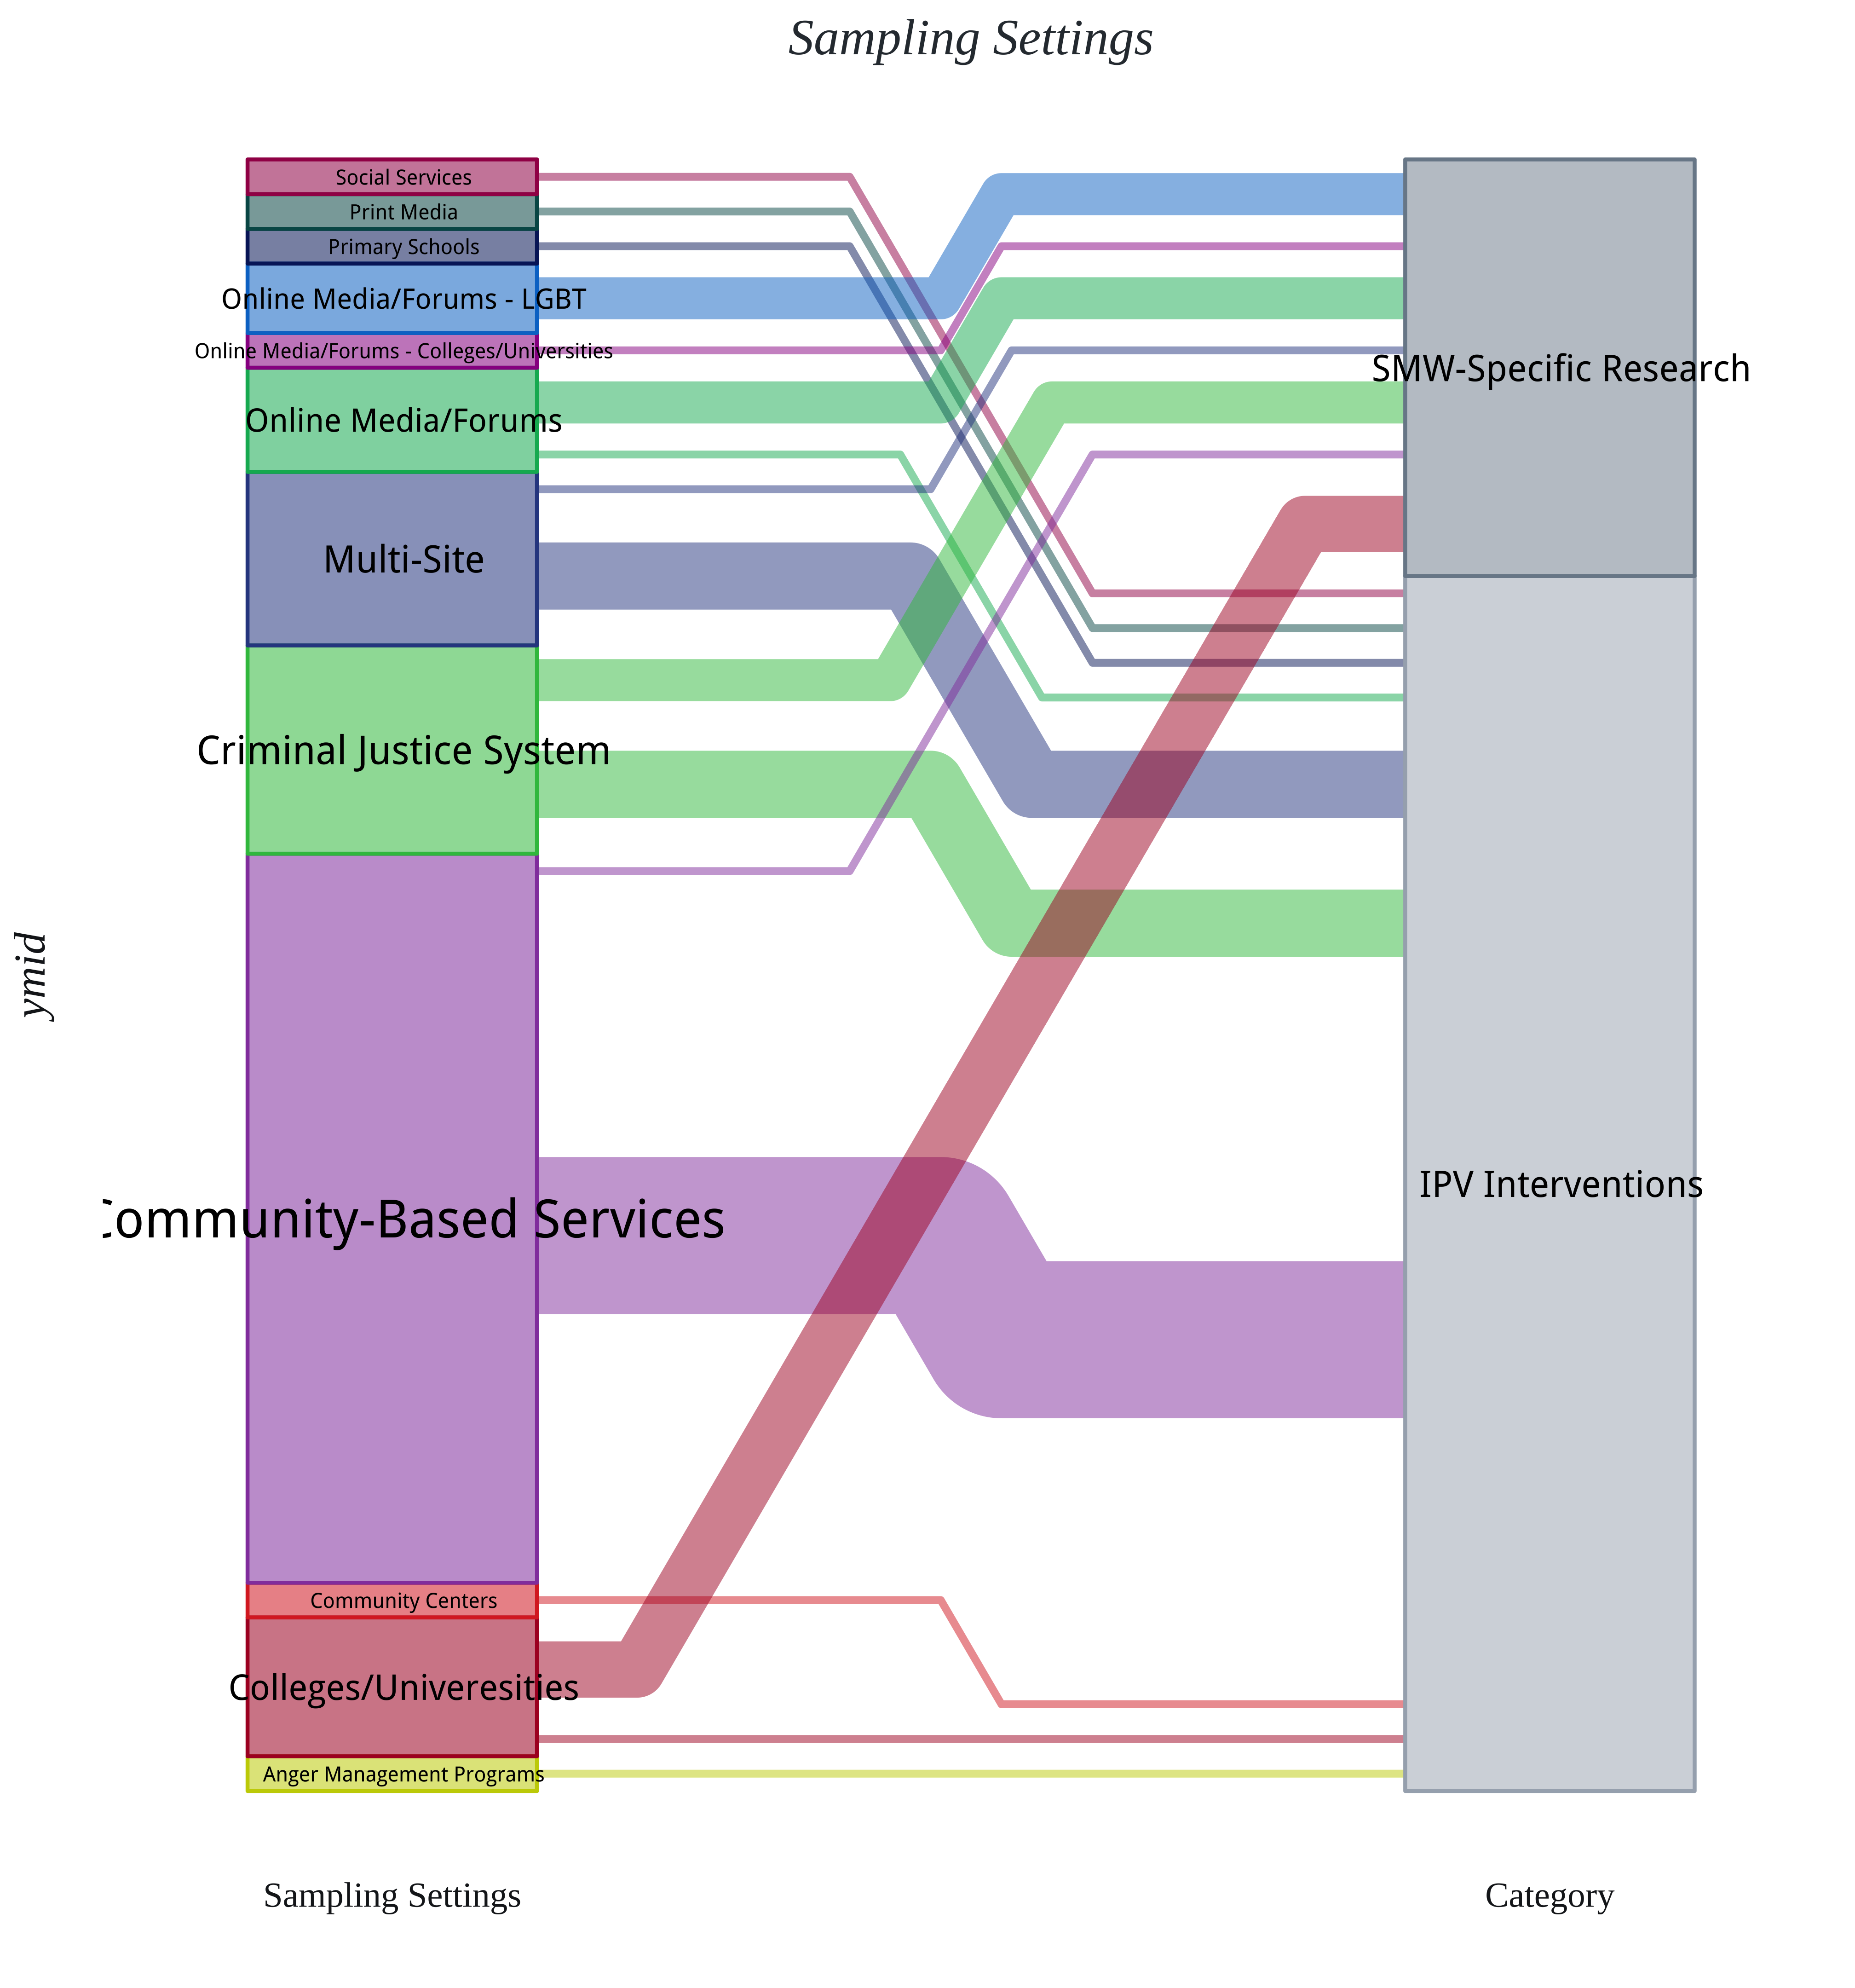 Sampling Settings
Social Services
Print Media
Primary Schools
Online Media/Forums - LGBT
Online Media/Forums - Colleges/Universities
SMW-Specific Research
Online Media/Forums
Multi-Site
Criminal Justice System
ymid
IPV Interventions
Community-Based Services
Community Centers
Colleges/Univeresities
Anger Management Programs
Sampling Settings
Category